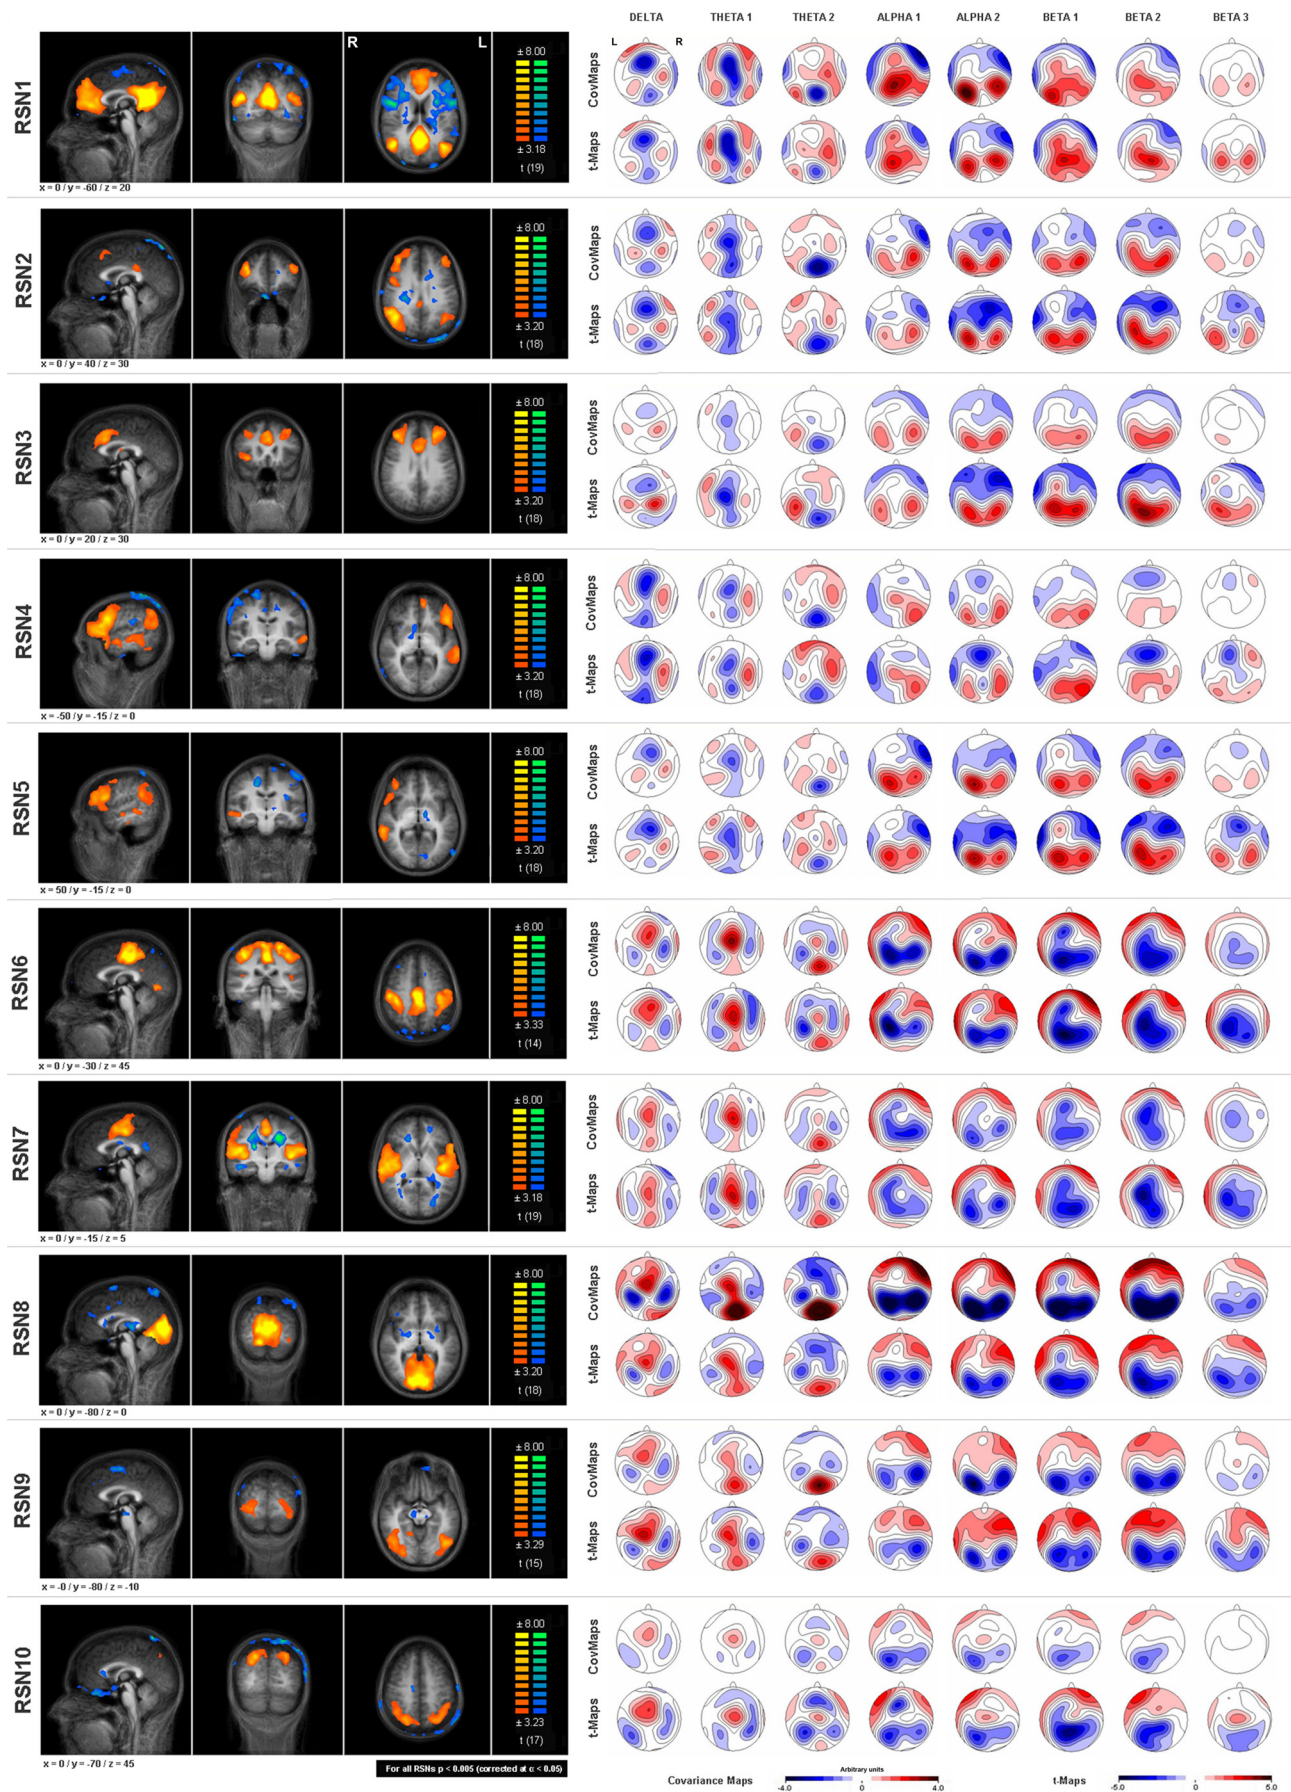 DELTA THETA 1 THETA 2 ALPHA 1 ALPHA 2 BETA 1 BETA 2 BETA 3
RSN1
R L
± 8.00
± 3.18
t (19)
x = 0 / y = -60 / z = 20
L R
CovMaps
t-Maps
RSN2
± 8.00
± 3.20
t (18)
x = 0 / y = 40 / z = 30
CovMaps
t-Maps
RSN3
± 8.00
± 3.20
t (18)
x = 0 / y = 20 / z = 30
CovMaps
t-Maps
RSN4
± 8.00
± 3.20
t (18)
x = -50 / y = -15 / z = 0
CovMaps
t-Maps
RSN5
± 8.00
± 3.20
t (18)
x = 50 / y = -15 / z = 0
CovMaps
t-Maps
RSN6
± 8.00
± 3.33
t (14)
x = 0 / y = -30 / z = 45
CovMaps
t-Maps
RSN7
± 8.00
± 3.18
t (19)
x = 0 / y = -15 / z = 5
CovMaps
t-Maps
RSN8
± 8.00
± 3.20
t (18)
x = 0 / y = -80 / z = 0
CovMaps
t-Maps
RSN9
± 8.00
± 3.29
t (15)
x = -0 / y = -80 / z = -10
CovMaps
t-Maps
RSN10
± 8.00
± 3.23
t (17)
x = 0 / y = -70 / z = 45
CovMaps
t-Maps
For all RSNs p < 0.005 (corrected at α < 0.05)
Arbitrary units
Covariance Maps -4.0 0 4.0
t-Maps -5.0 0 5.0